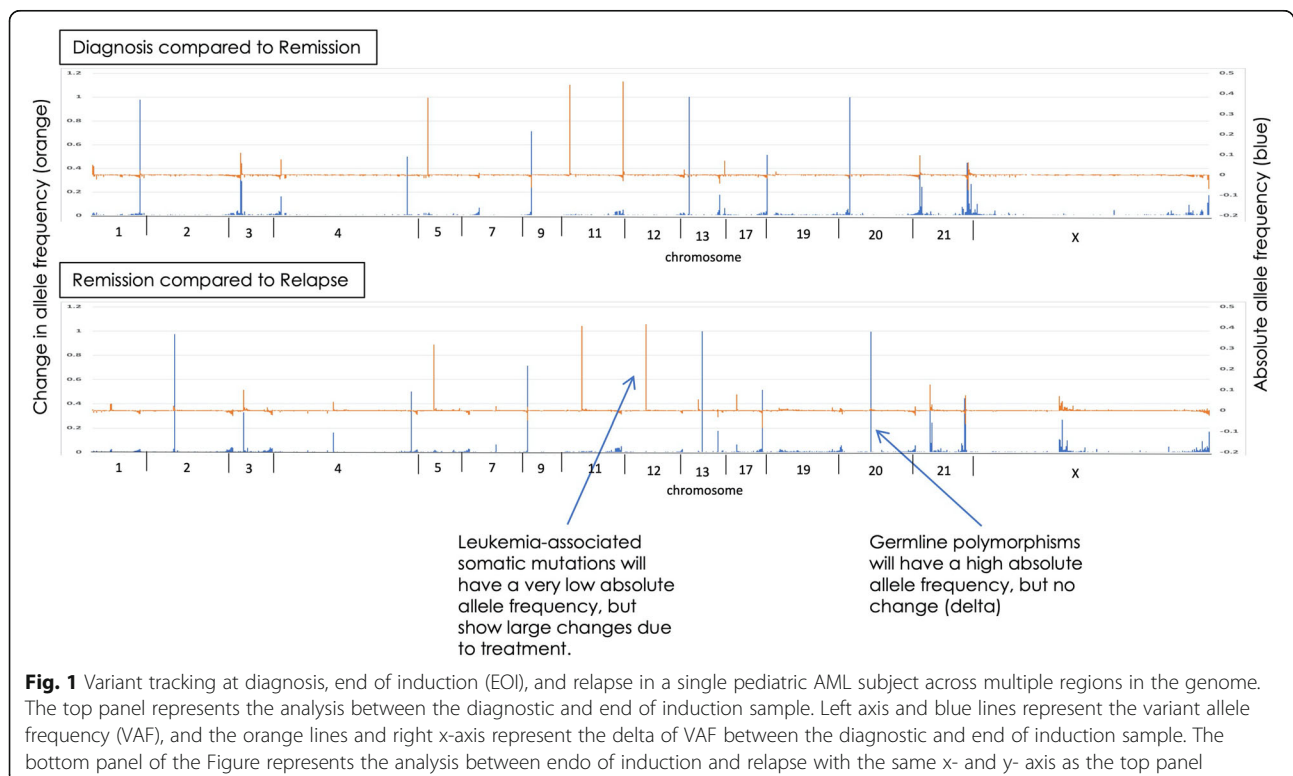 Diagnosis compared to Remission
Change in allele frequency (orange)
Absolute allele frequency (blue)
1.2 0.5
1 0.4
0.8 0.3
0.6 0.2
0.4 0.1
0
0.2 -0.1
0 -0.2
1 2 3 4 5 7 9 11 12 13 17 19 20 21 X
chromosome
Remission compared to Relapse
1.2 0.5
1 0.4
0.8 0.3
0.6 0.2
0.4 0.1
0
0.2 -0.1
0 -0.2
1 2 3 4 5 7 9 11 12 13 17 19 20 21 X
chromosome
Leukemia-associated
somatic mutations will
have a very low absolute
allele frequency, but
show large changes due
to treatment.
Germline polymorphisms
will have a high absolute
allele frequency, but no
change (delta)
Fig. 1 Variant tracking at diagnosis, end of induction (EOI), and relapse in a single pediatric AML subject across multiple regions in the genome.
The top panel represents the analysis between the diagnostic and end of induction sample. Left axis and blue lines represent the variant allele
frequency (VAF), and the orange lines and right x-axis represent the delta of VAF between the diagnostic and end of induction sample. The
bottom panel of the Figure represents the analysis between endo of induction and relapse with the same x- and y- axis as the top panel